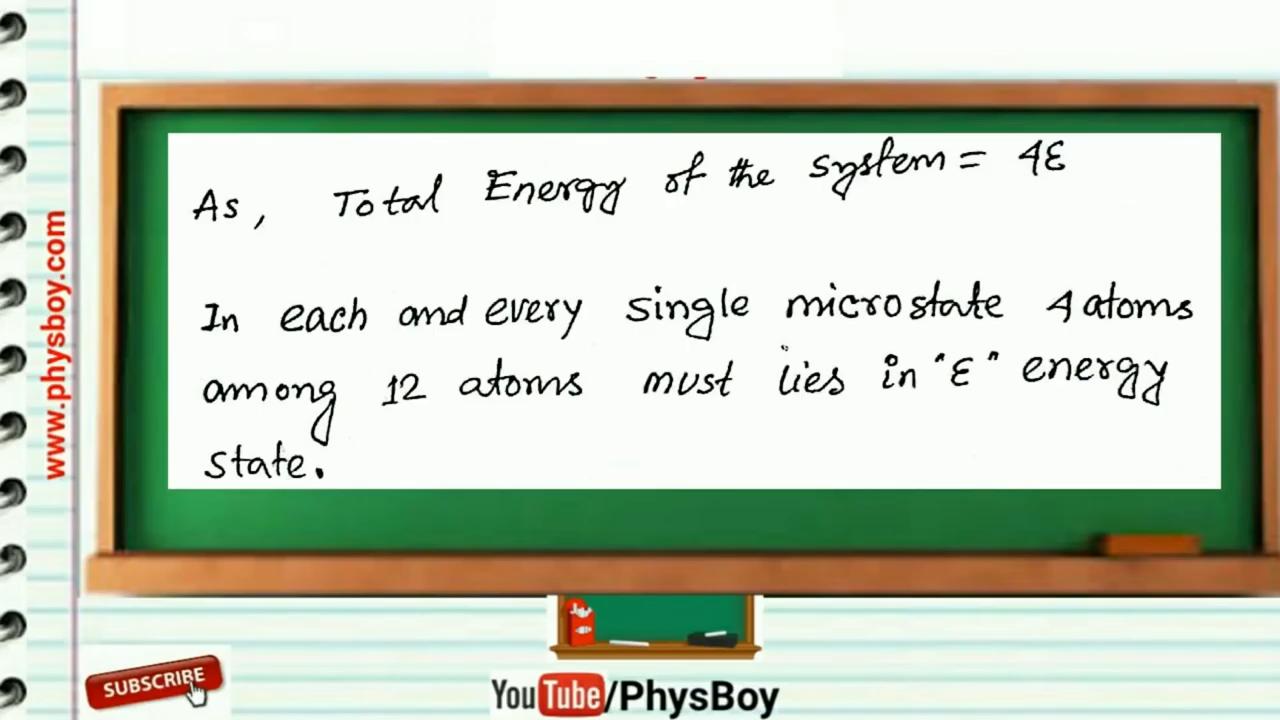 As, Total Energy of the system = 4ε
In each and every single microstate 4 atoms
among 12 atoms must lies in "ε" energy
state.
www.physboy.com
SUBSCRIBE
YouTube/PhysBoy